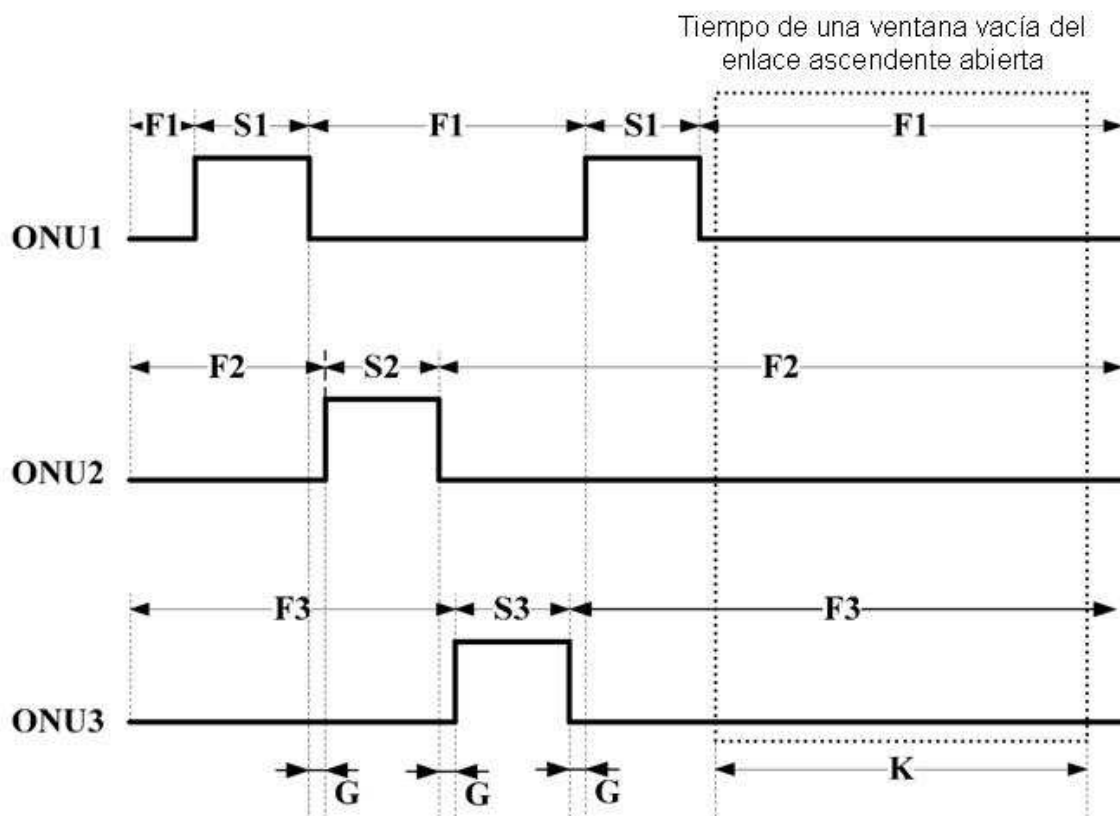 Tiempo de una ventana vacía del
enlace ascendente abierta
F1 S1 F1 S1 F1
ONU1
F2 S2 F2
ONU2
F3 S3 F3
ONU3
G G G K